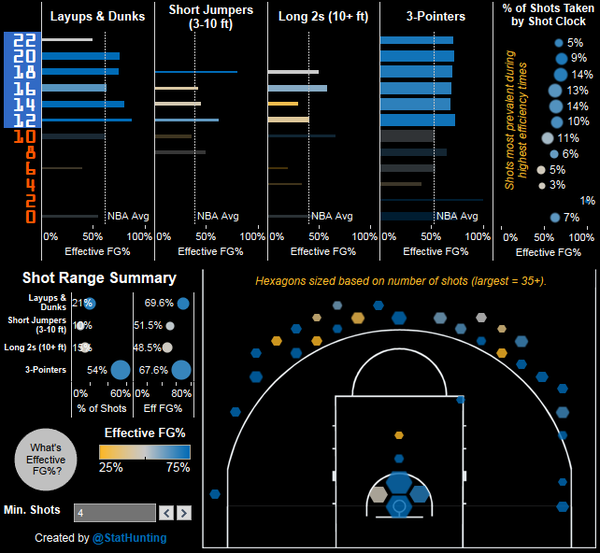 Layups & Dunks
Short Jumpers
(3-10 ft)
Long 2s (10+ ft)
3-Pointers
% of Shots Taken
by Shot Clock
22
20
18
16
14
12
10
8
6
4
2
0
NBA Avg
NBA Avg
NBA Avg
0% 50% 100%
Effective FG%
0% 50% 100%
Effective FG%
0% 50% 100%
Effective FG%
0% 50% 100%
Effective FG%
Shots most prevalent during
highest efficiency times
5%
9%
14%
13%
14%
10%
11%
6%
5%
3%
1%
7%
0% 50% 100%
Effective FG%
Shot Range Summary
Layups &
Dunks
21%
69.6%
Short Jumpers
(3-10 ft)
51.5%
Long 2s (10+ ft)
48.5%
3-Pointers
54%
67.6%
0% 60%
0% 80%
% of Shots
Eff FG%
What's
Effective
FG%?
Effective FG%
25% 75%
Min. Shots
4
Created by @StatHunting
Hexagons sized based on number of shots (largest = 35+).